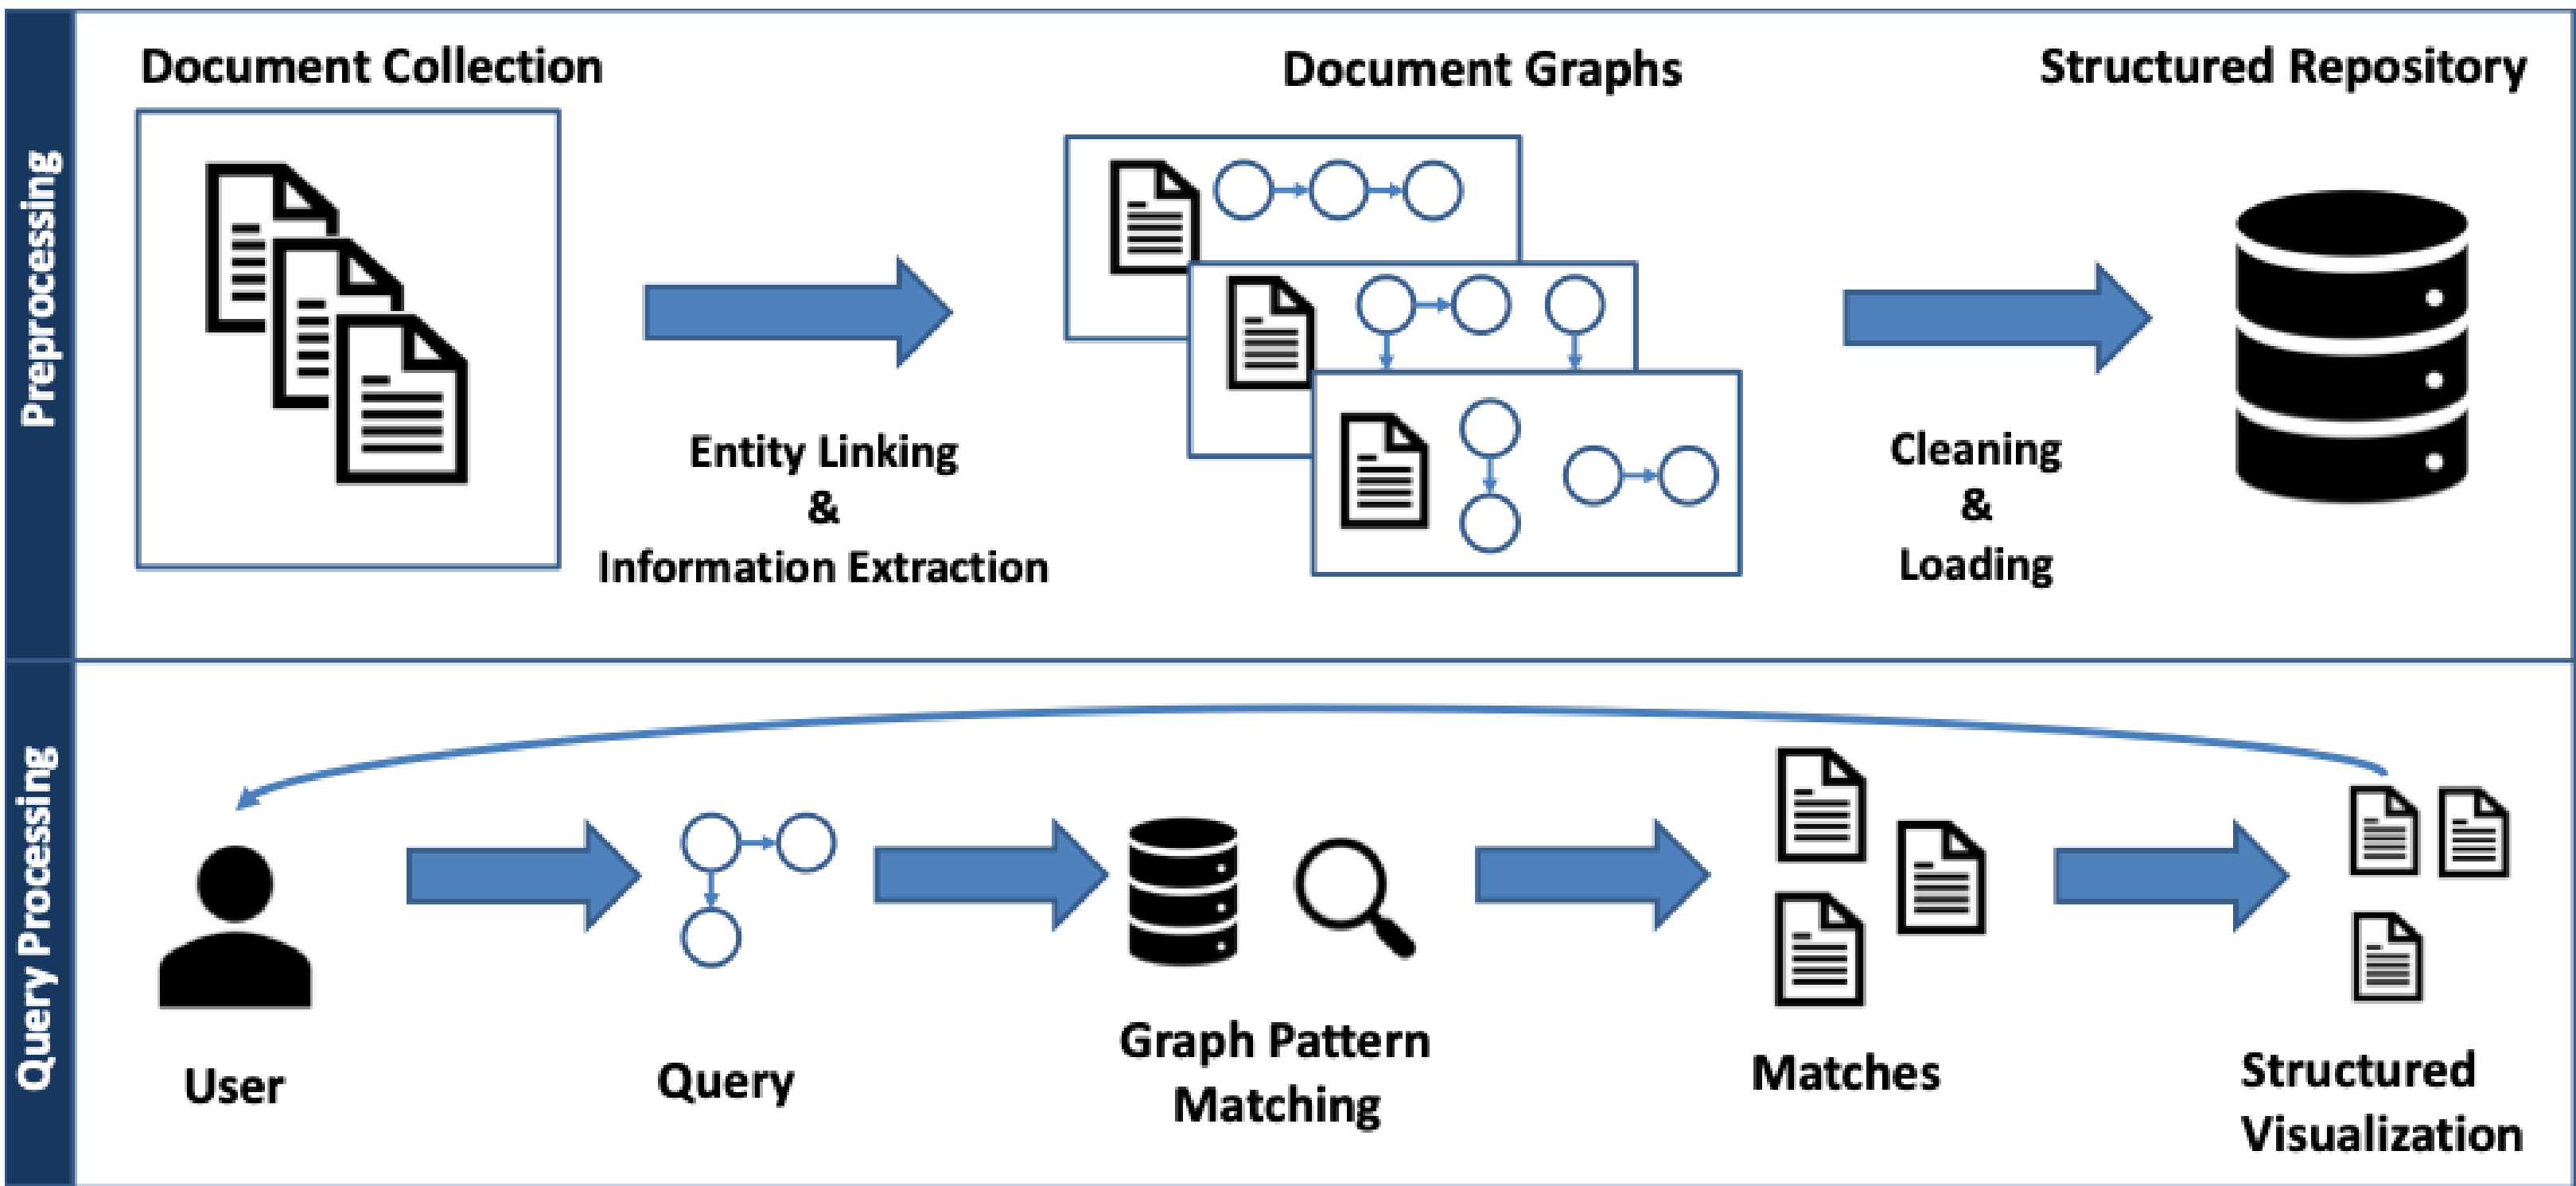 Preprocessing
Document Collection
Document Graphs
Structured Repository
Entity Linking
&
Information Extraction
Cleaning
&
Loading
Query Processing
User
Query
Graph Pattern
Matching
Matches
Structured
Visualization